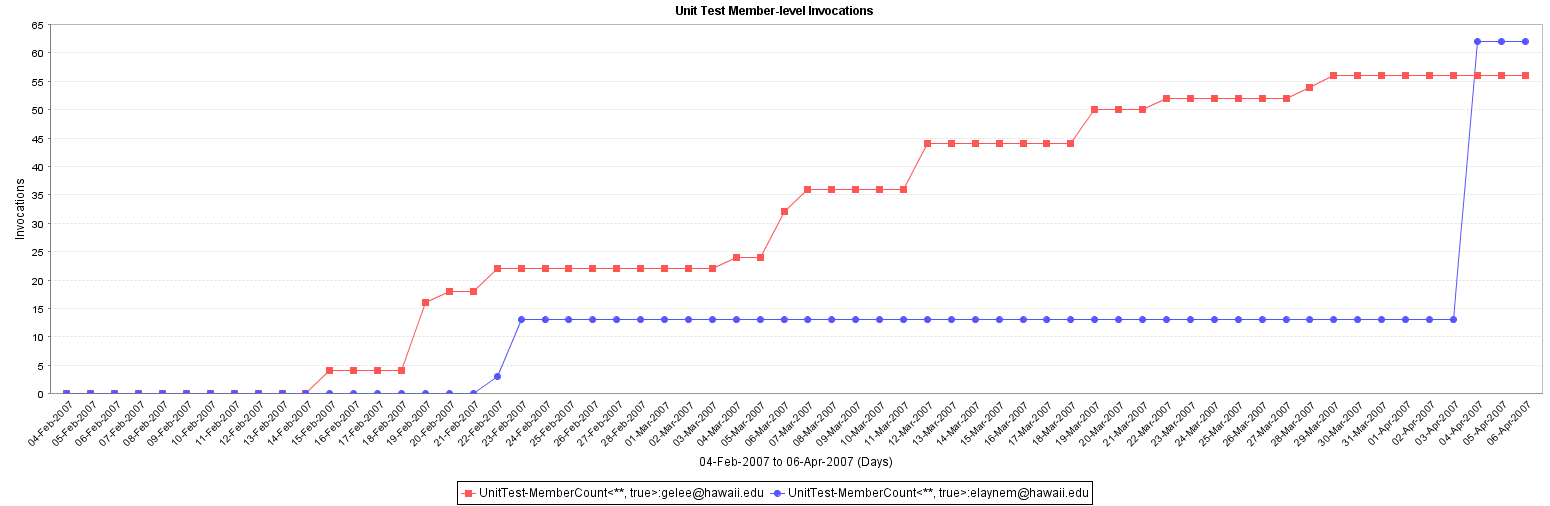 Unit Test Member-level Invocations
65
60
55
50
45
40
35
30
25
20
15
10
5
0
Invocations
04-Feb-2007
05-Feb-2007
06-Feb-2007
07-Feb-2007
08-Feb-2007
09-Feb-2007
10-Feb-2007
11-Feb-2007
12-Feb-2007
13-Feb-2007
14-Feb-2007
15-Feb-2007
16-Feb-2007
17-Feb-2007
18-Feb-2007
19-Feb-2007
20-Feb-2007
21-Feb-2007
22-Feb-2007
23-Feb-2007
24-Feb-2007
25-Feb-2007
26-Feb-2007
27-Feb-2007
28-Feb-2007
01-Mar-2007
02-Mar-2007
03-Mar-2007
04-Mar-2007
05-Mar-2007
06-Mar-2007
07-Mar-2007
08-Mar-2007
09-Mar-2007
10-Mar-2007
11-Mar-2007
12-Mar-2007
13-Mar-2007
14-Mar-2007
15-Mar-2007
16-Mar-2007
17-Mar-2007
18-Mar-2007
19-Mar-2007
20-Mar-2007
21-Mar-2007
22-Mar-2007
23-Mar-2007
24-Mar-2007
25-Mar-2007
26-Mar-2007
27-Mar-2007
28-Mar-2007
29-Mar-2007
30-Mar-2007
31-Mar-2007
01-Apr-2007
02-Apr-2007
03-Apr-2007
04-Apr-2007
05-Apr-2007
06-Apr-2007
04-Feb-2007 to 06-Apr-2007 (Days)
UnitTest-MemberCount<**, true>:gelee@hawaii.edu UnitTest-MemberCount<**, true>:elaynem@hawaii.edu